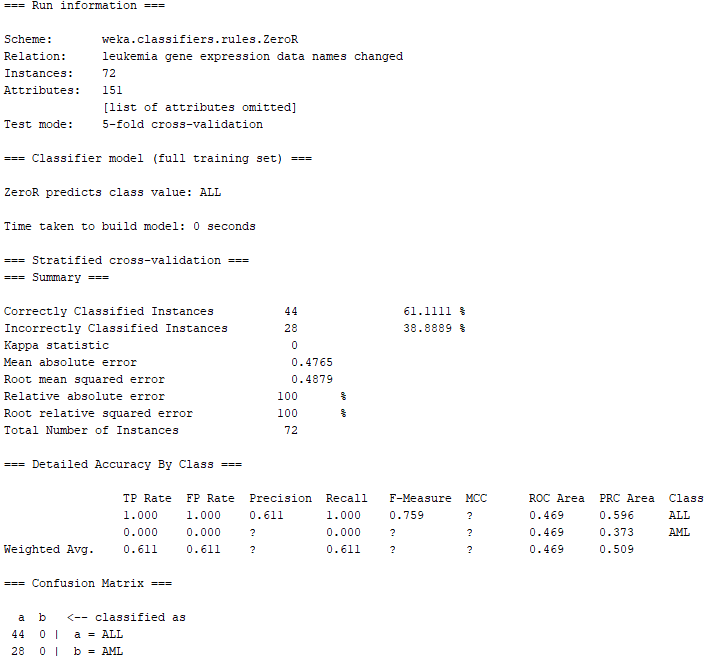 === Run information ===
Scheme: weka.classifiers.rules.ZeroR
Relation: leukemia gene expression data names changed
Instances: 72
Attributes: 151
[list of attributes omitted]
Test mode: 5-fold cross-validation
=== Classifier model (full training set) ===
ZeroR predicts class value: ALL
Time taken to build model: 0 seconds
=== Stratified cross-validation ===
=== Summary ===
Correctly Classified Instances 44 61.1111 %
Incorrectly Classified Instances 28 38.8889 %
Kappa statistic 0
Mean absolute error 0.4765
Root mean squared error 0.4879
Relative absolute error 100 %
Root relative squared error 100 %
Total Number of Instances 72
=== Detailed Accuracy By Class ===
TP Rate FP Rate Precision Recall F-Measure MCC ROC Area PRC Area Class
1.000 1.000 0.611 1.000 0.759 ? 0.469 0.596 ALL
0.000 0.000 ? 0.000 ? ? 0.469 0.373 AML
Weighted Avg. 0.611 0.611 ? 0.611 ? ? 0.469 0.509
=== Confusion Matrix ===
a b <-- classified as
44 0 | a = ALL
28 0 | b = AML